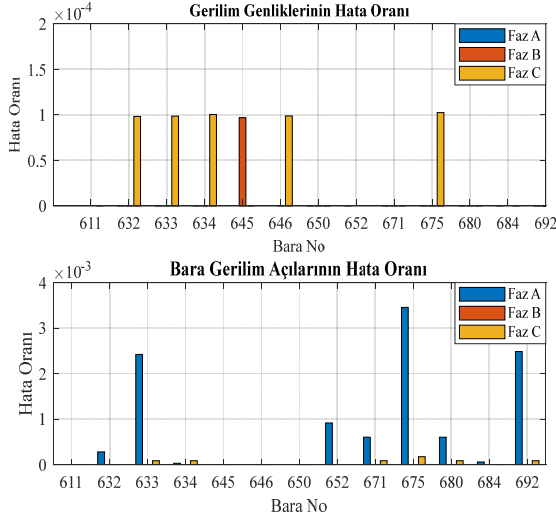 Gerilim Genliklerinin Hata Oranı
×10⁻⁴
2
1.5
1
0.5
0
Hata Oranı
Faz A
Faz B
Faz C
611 632 633 634 645 646 650 652 671 675 680 684 692
Bara No
Bara Gerilim Açılarının Hata Oranı
×10⁻³
4
3
2
1
0
Hata Oranı
Faz A
Faz B
Faz C
611 632 633 634 645 646 650 652 671 675 680 684 692
Bara No